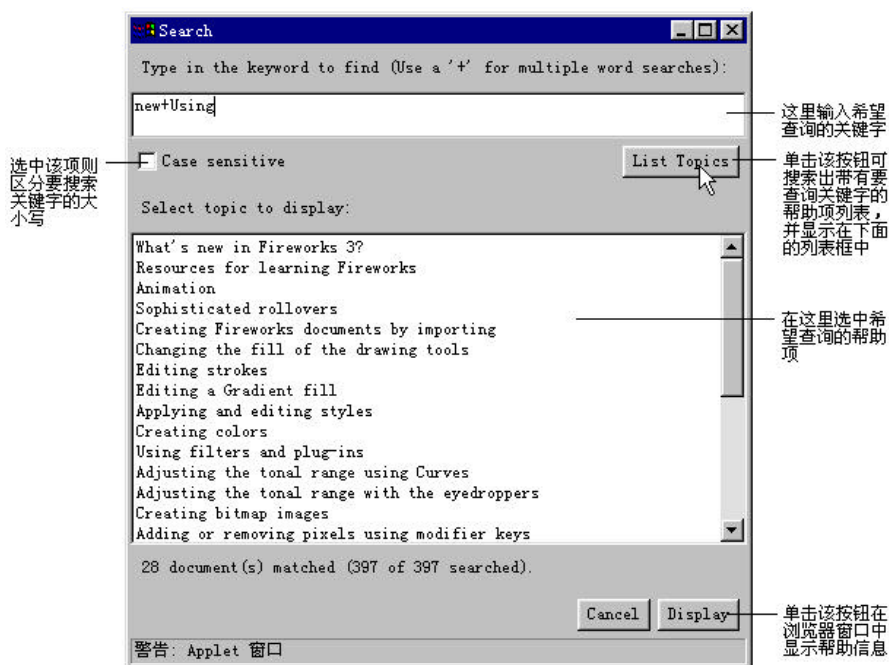 Search
Type in the keyword to find (Use a '+' for multiple word searches):
new+Using
这里输入希望
查询的关键字
选中该项则
区分要搜索
关键字的大
小写
Case sensitive
List Topics
单击该按钮可
搜索出带有要
查询关键字的
帮助项列表，
并显示在下面
的列表框中
Select topic to display:
What's new in Fireworks 3?
Resources for learning Fireworks
Animation
Sophisticated rollovers
Creating Fireworks documents by importing
Changing the fill of the drawing tools
Editing strokes
Editing a Gradient fill
Applying and editing styles
Creating colors
Using filters and plug-ins
Adjusting the tonal range using Curves
Adjusting the tonal range with the eyedroppers
Creating bitmap images
Adding or removing pixels using modifier keys
在这里选中希
望查询的帮助
项
28 document(s) matched (397 of 397 searched).
Cancel
Display
单击该按钮在
浏览器窗口中
显示帮助信息
警告: Applet 窗口